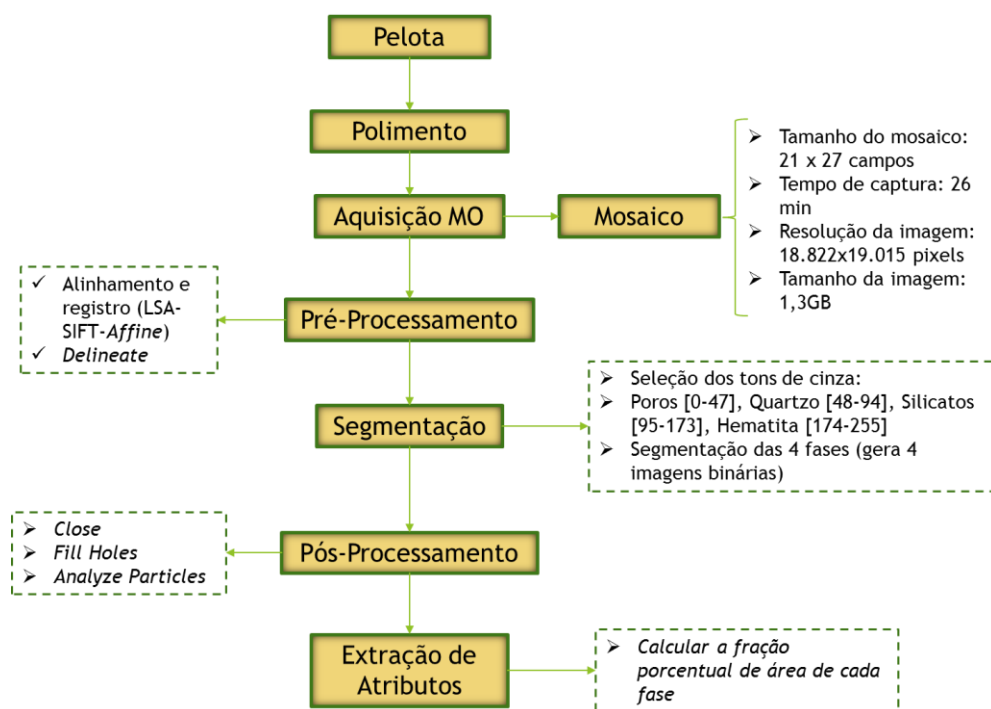 Pelota
Polimento
Aquisição MO
Mosaico
➢ Tamanho do mosaico:
21 x 27 campos
➢ Tempo de captura: 26
min
➢ Resolução da imagem:
18.822x19.015 pixels
➢ Tamanho da imagem:
1,3GB
✓ Alinhamento e
registro (LSA-
SIFT-Affine)
✓ Delineate
Pré-Processamento
Segmentação
➢ Seleção dos tons de cinza:
➢ Poros [0-47], Quartzo [48-94], Silicatos
[95-173], Hematita [174-255]
➢ Segmentação das 4 fases (gera 4
imagens binárias)
➢ Close
➢ Fill Holes
➢ Analyze Particles
Pós-Processamento
Extração de
Atributos
➢ Calcular a fração
porcentual de área de cada
fase